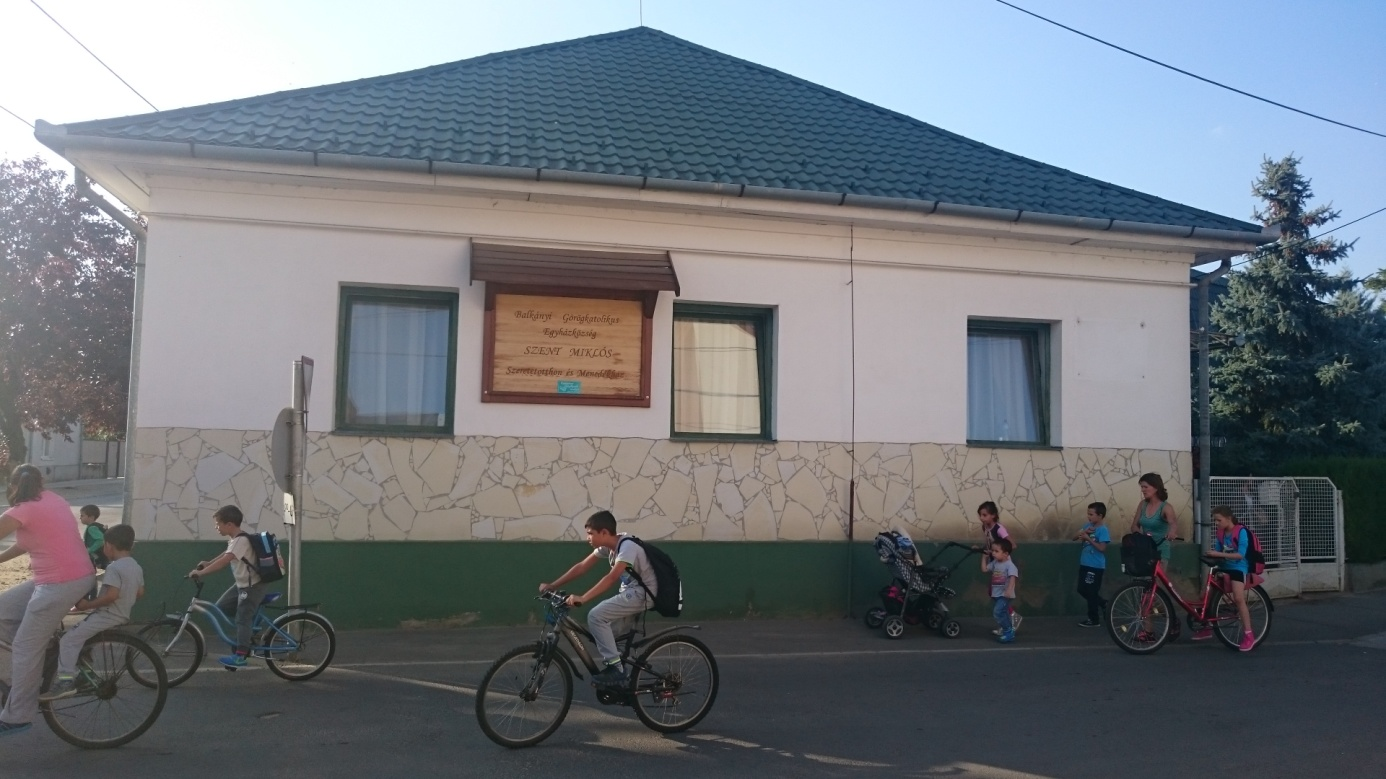 Balkányi Görögkatolikus
Egyházközség
SZENT MIKLÓS
Szeretetotthon és Menedékház